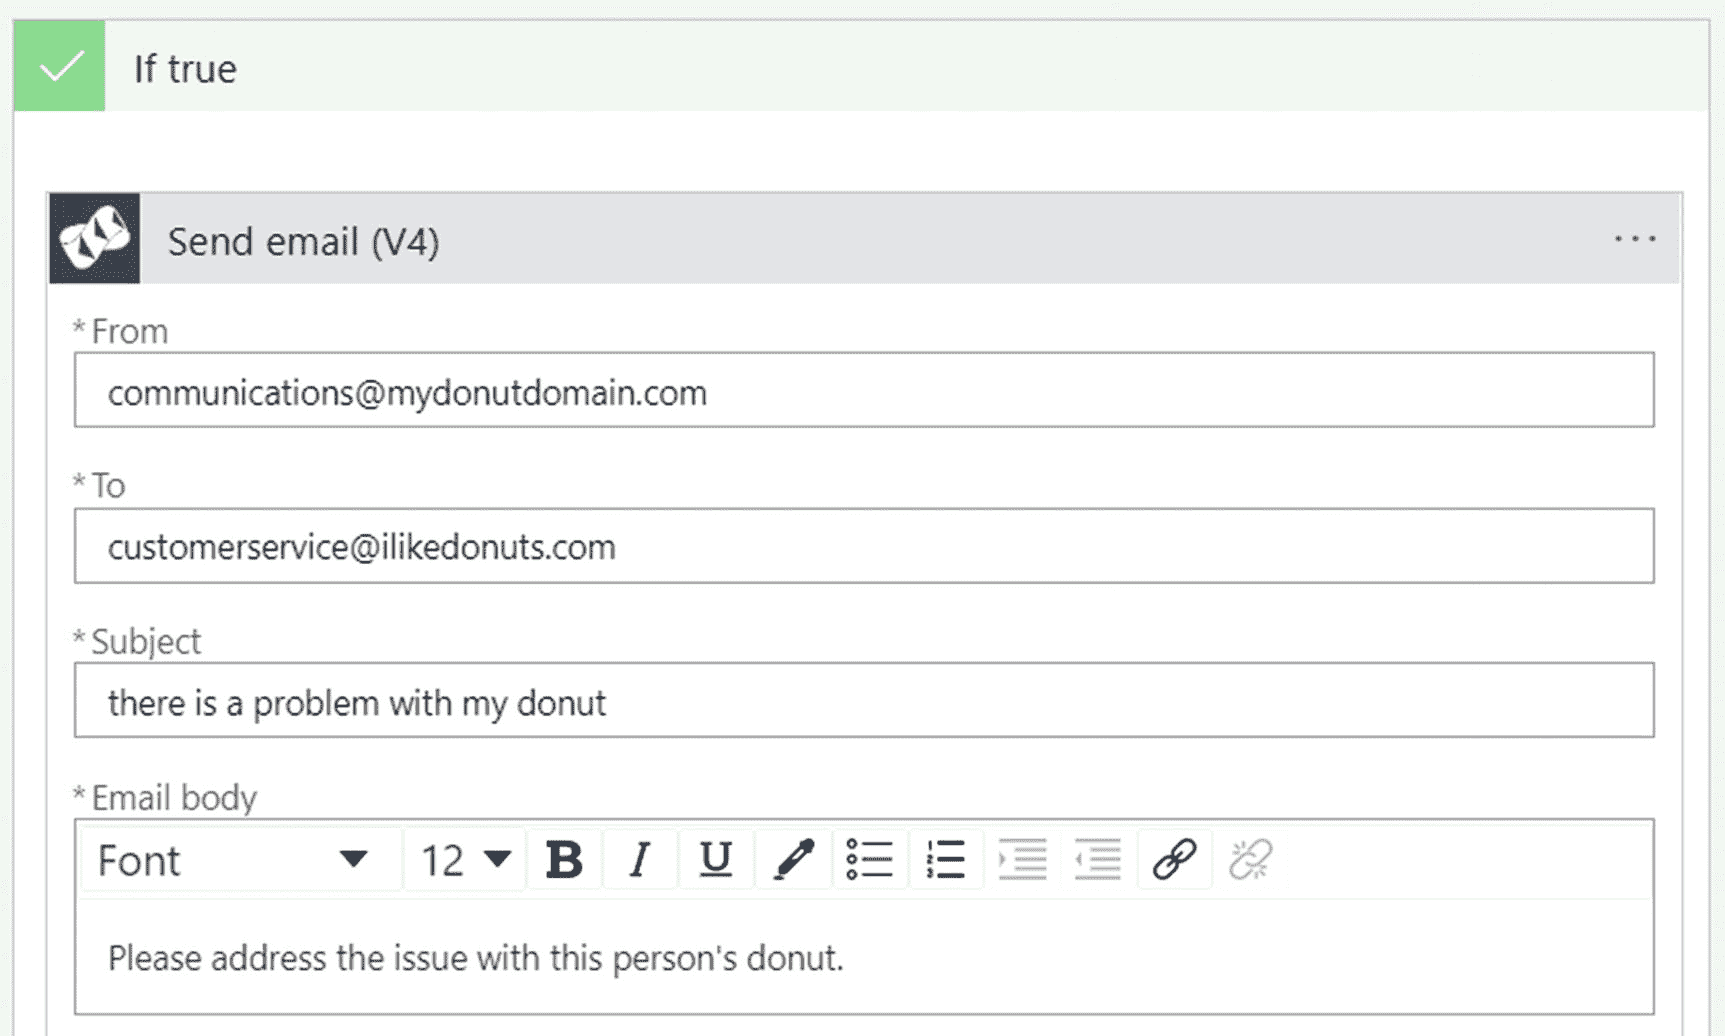 If true
Send email (V4)
* From
communications@mydonutdomain.com
* To
customerservice@ilikedonuts.com
* Subject
there is a problem with my donut
* Email body
Font 12 B I U
Please address the issue with this person's donut.